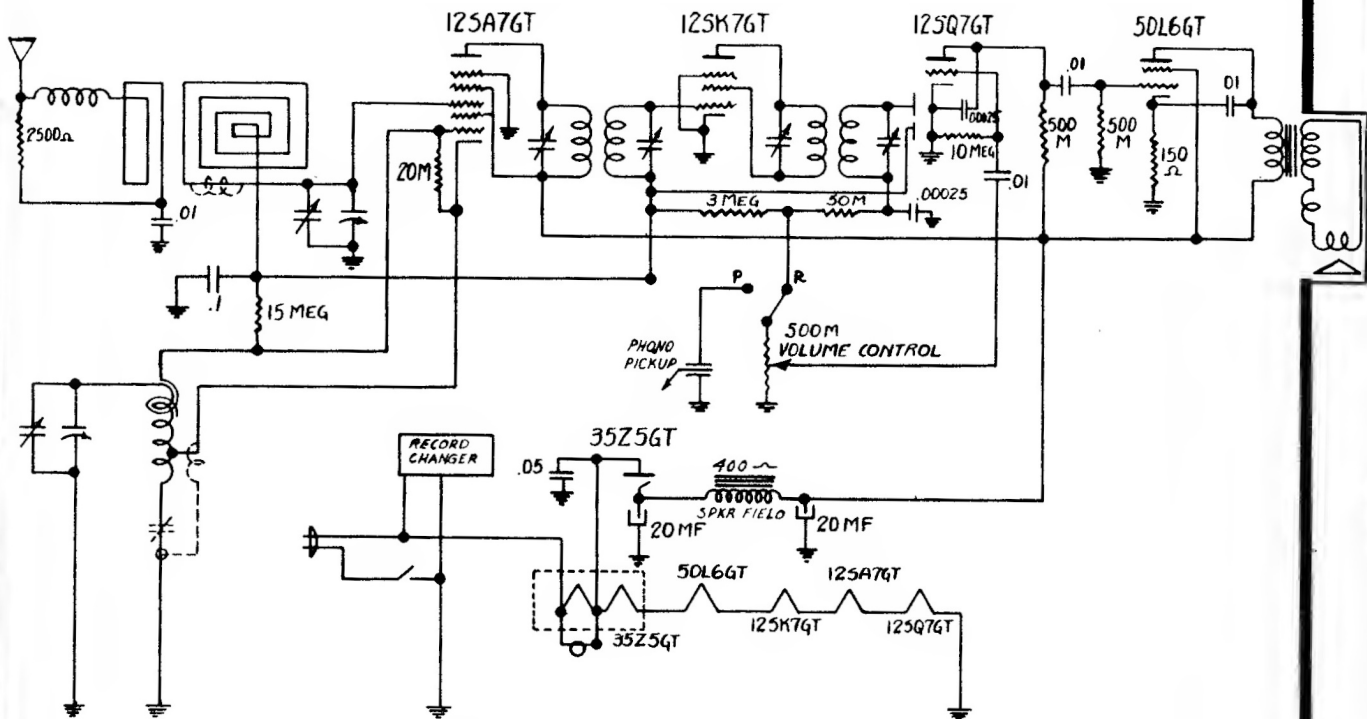 12SA7GT
12SK7GT
12SQ7GT
50L6GT
2500Ω
.01
20M
.00025
10 MEG
.01
500
M
.01
500
M
.01
150
Ω
3 MEG
50M
.00025
.1
15 MEG
P
R
500M
VOLUME CONTROL
PHONO
PICKUP
RECORD
CHANGER
35Z5GT
.05
400 ~
SPKR FIELD
20 MF
20 MF
50L6GT
12SA7GT
35Z5GT
12SK7GT
12SQ7GT